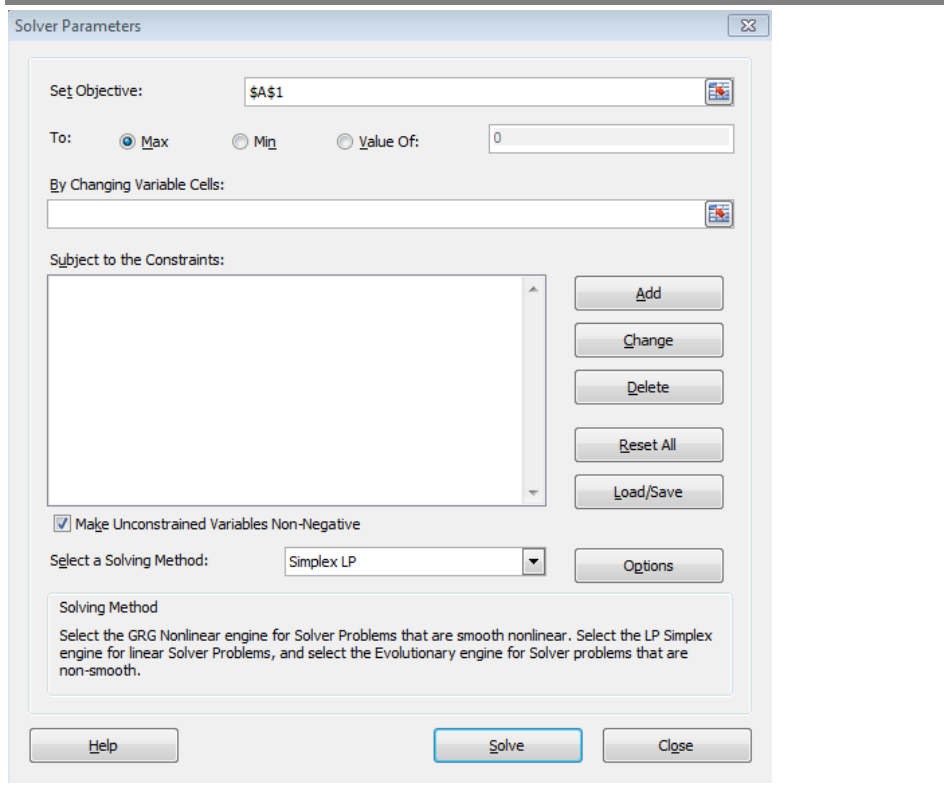 Solver Parameters
Set Objective: $A$1
To: Max Min Value Of: 0
By Changing Variable Cells:
Subject to the Constraints:
Add
Change
Delete
Reset All
Load/Save
Make Unconstrained Variables Non-Negative
Select a Solving Method: Simplex LP Options
Solving Method
Select the GRG Nonlinear engine for Solver Problems that are smooth nonlinear. Select the LP Simplex
engine for linear Solver Problems, and select the Evolutionary engine for Solver problems that are
non-smooth.
Help Solve Close